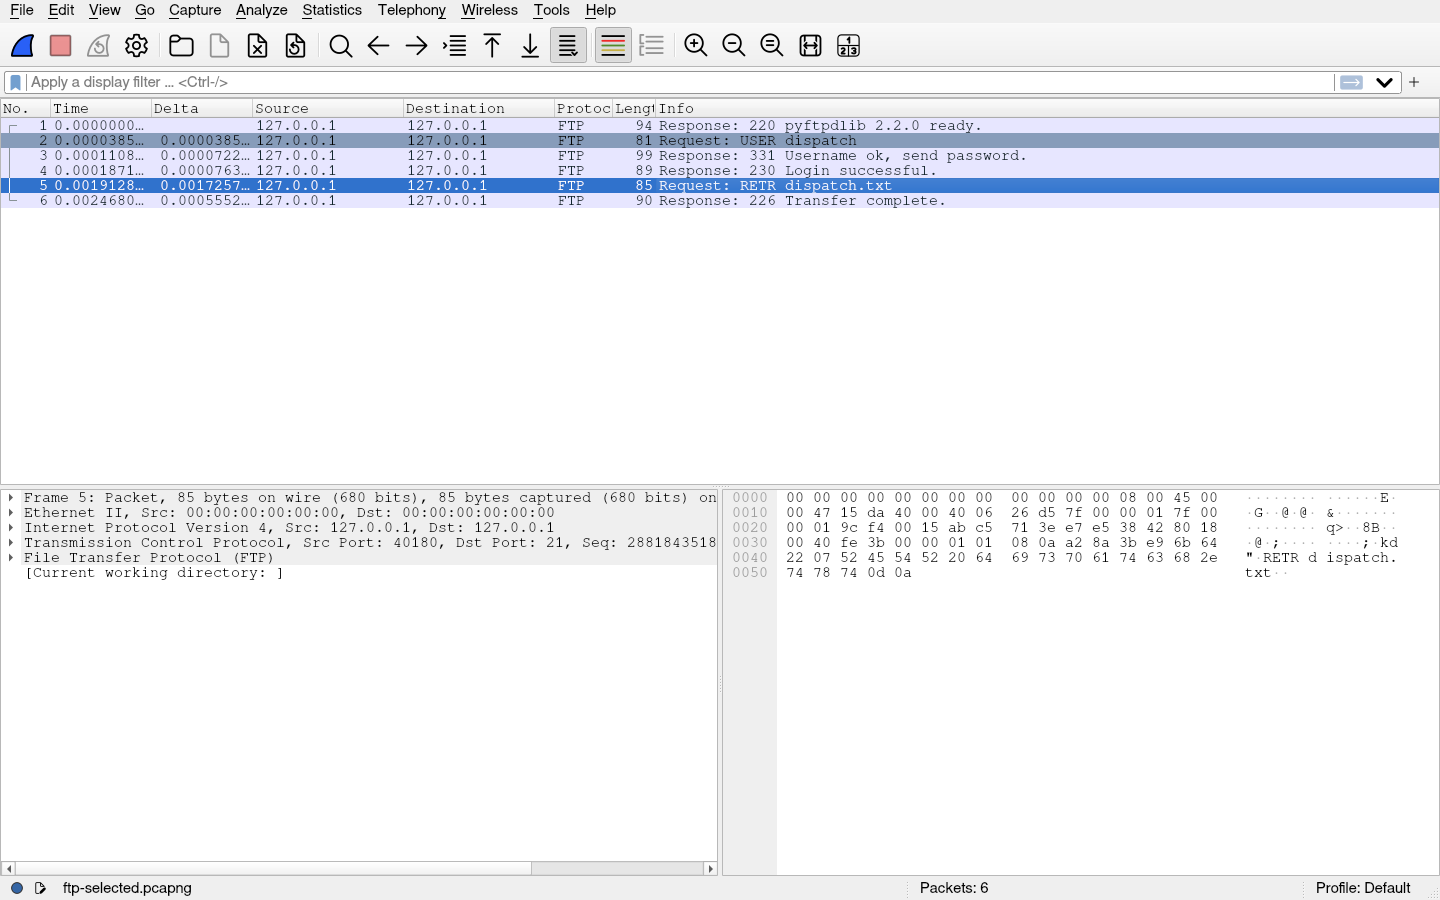 File Edit View Go Capture Analyze Statistics Telephony Wireless Tools Help
Apply a display filter ... <Ctrl-/>
No. Time Delta Source Destination Protoc Lengt Info
1 0.0000000… 127.0.0.1 127.0.0.1 FTP 94 Response: 220 pyftpdlib 2.2.0 ready.
2 0.0000385… 0.0000385… 127.0.0.1 127.0.0.1 FTP 81 Request: USER dispatch
3 0.0001108… 0.0000722… 127.0.0.1 127.0.0.1 FTP 99 Response: 331 Username ok, send password.
4 0.0001871… 0.0000763… 127.0.0.1 127.0.0.1 FTP 89 Response: 230 Login successful.
5 0.0019128… 0.0017257… 127.0.0.1 127.0.0.1 FTP 85 Request: RETR dispatch.txt
6 0.0024680… 0.0005552… 127.0.0.1 127.0.0.1 FTP 90 Response: 226 Transfer complete.
Frame 5: Packet, 85 bytes on wire (680 bits), 85 bytes captured (680 bits) on
Ethernet II, Src: 00:00:00:00:00:00, Dst: 00:00:00:00:00:00
Internet Protocol Version 4, Src: 127.0.0.1, Dst: 127.0.0.1
Transmission Control Protocol, Src Port: 40180, Dst Port: 21, Seq: 2881843518
File Transfer Protocol (FTP)
[Current working directory: ]
0000 00 00 00 00 00 00 00 00 00 00 00 00 08 00 45 00 ········ ······E·
0010 00 47 15 da 40 00 40 06 26 d5 7f 00 00 01 7f 00 ·G··@·@· &·······
0020 00 01 9c f4 00 15 ab c5 71 3e e7 e5 38 42 80 18 ········ q>··8B··
0030 00 40 fe 3b 00 00 01 01 08 0a a2 8a 3b e9 6b 64 ·@·;···· ····;·kd
0040 22 07 52 45 54 52 20 64 69 73 70 61 74 63 68 2e "·RETR d ispatch.
0050 74 78 74 0d 0a txt··
ftp-selected.pcapng Packets: 6 Profile: Default